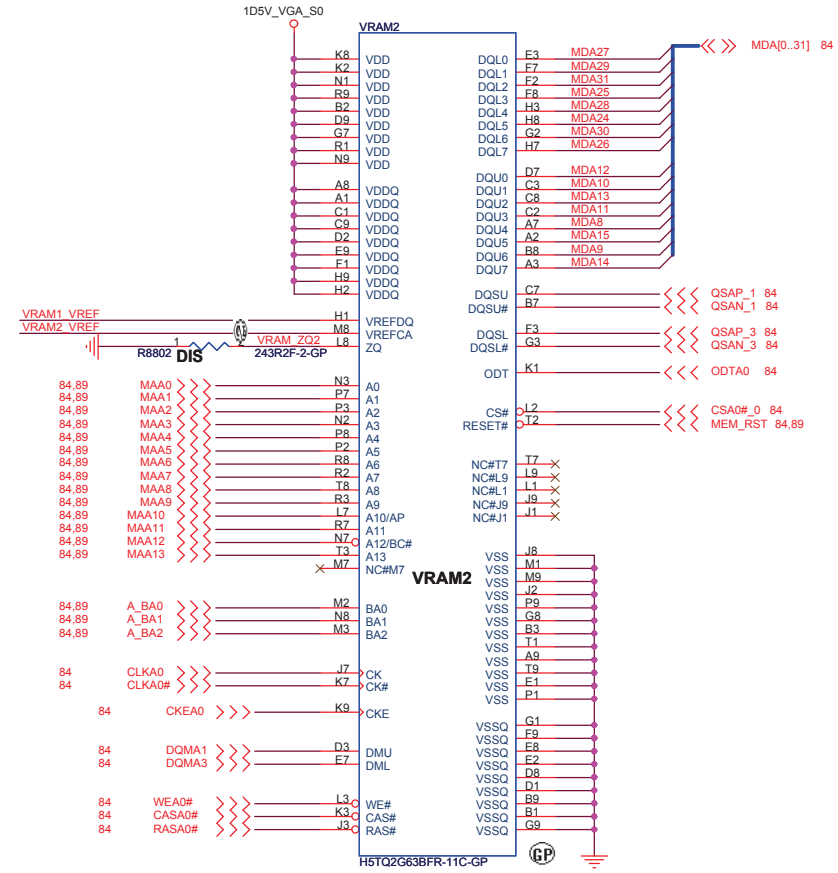 1D5V_VGA_S0
VRAM2
K8 VDD DQL0 E3 MDA27 MDA[0..31] 84
K2 VDD DQL1 F7 MDA29
N1 VDD DQL2 F2 MDA31
R9 VDD DQL3 F8 MDA25
B2 VDD DQL4 H3 MDA28
D9 VDD DQL5 H8 MDA24
G7 VDD DQL6 G2 MDA30
R1 VDD DQL7 H7 MDA26
N9 VDD
DQU0 D7 MDA12
A8 VDDQ DQU1 C3 MDA10
A1 VDDQ DQU2 C8 MDA13
C1 VDDQ DQU3 C2 MDA11
C9 VDDQ DQU4 A7 MDA8
D2 VDDQ DQU5 A2 MDA15
E9 VDDQ DQU6 B8 MDA9
F1 VDDQ DQU7 A3 MDA14
H9 VDDQ
H2 VDDQ DQSU C7 QSAP_1 84
DQSU# B7 QSAN_1 84
VRAM1_VREF H1 VREFDQ
VRAM2_VREF M8 VREFCA DQSL F3 QSAP_3 84
R8802 1 DIS 2 VRAM_ZQ2 243R2F-2-GP L8 ZQ DQSL# G3 QSAN_3 84
ODT K1 ODTA0 84
84,89 MAA0 N3 A0
84,89 MAA1 P7 A1
84,89 MAA2 P3 A2 CS# L2 CSA0#_0 84
84,89 MAA3 N2 A3 RESET# T2 MEM_RST 84,89
84,89 MAA4 P8 A4
84,89 MAA5 P2 A5
84,89 MAA6 R8 A6 NC#T7 T7
84,89 MAA7 R2 A7 NC#L9 L9
84,89 MAA8 T8 A8 NC#L1 L1
84,89 MAA9 R3 A9 NC#J9 J9
84,89 MAA10 L7 A10/AP NC#J1 J1
84,89 MAA11 R7 A11
84,89 MAA12 N7 A12/BC#
84,89 MAA13 T3 A13 VSS J8
M7 NC#M7 VSS M1
VRAM2 VSS M9
VSS J2
84,89 A_BA0 M2 BA0 VSS P9
84,89 A_BA1 N8 BA1 VSS G8
84,89 A_BA2 M3 BA2 VSS B3
VSS T1
VSS A9
84 CLKA0 J7 CK VSS T9
84 CLKA0# K7 CK# VSS E1
VSS P1
84 CKEA0 K9 CKE
VSSQ G1
VSSQ F9
84 DQMA1 D3 DMU VSSQ E8
84 DQMA3 E7 DML VSSQ E2
VSSQ D8
VSSQ D1
84 WEA0# L3 WE# VSSQ B9
84 CASA0# K3 CAS# VSSQ B1
84 RASA0# J3 RAS# VSSQ G9
H5TQ2G63BFR-11C-GP
GP